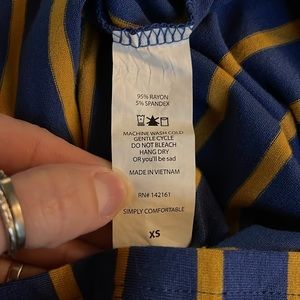 95% RAYON
5% SPANDEX
MACHINE WASH COLD
GENTLE CYCLE
DO NOT BLEACH
HANG DRY
OR you'll be sad
MADE IN VIETNAM
RN# 142161
SIMPLY COMFORTABLE
XS